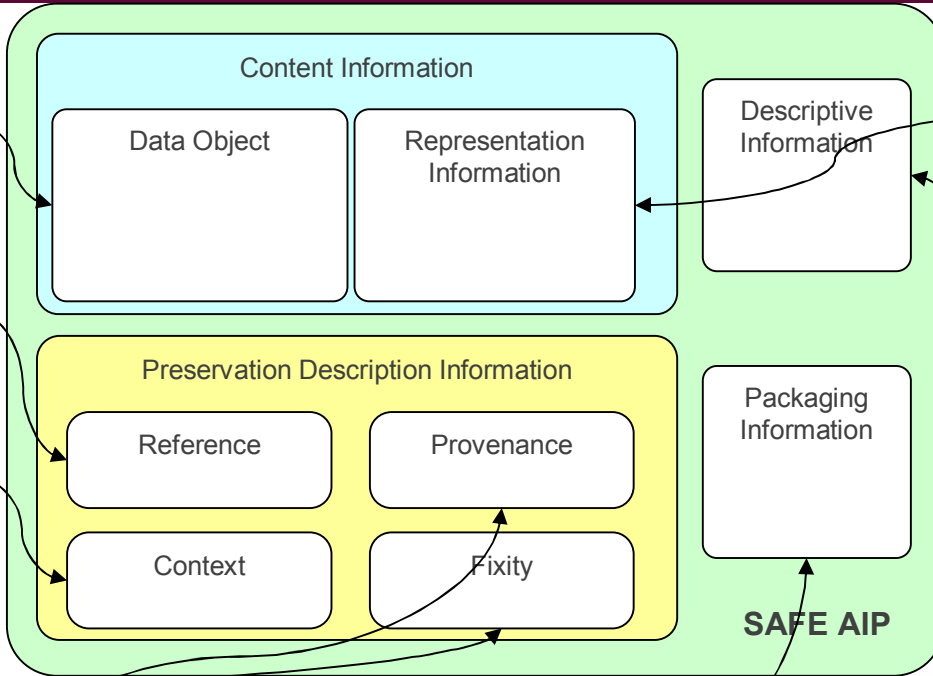 Content Information
Data Object
Representation
Information
Descriptive
Information
Preservation Description Information
Reference
Provenance
Context
Fixity
Packaging
Information
SAFE AIP